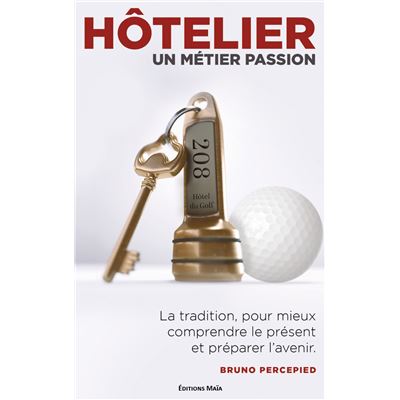 HÔTELIER
UN MÉTIER PASSION
208
Hôtel
du Golf
La tradition, pour mieux
comprendre le présent
et préparer l'avenir.
BRUNO PERCEPIED
ÉDITIONS MAÏA